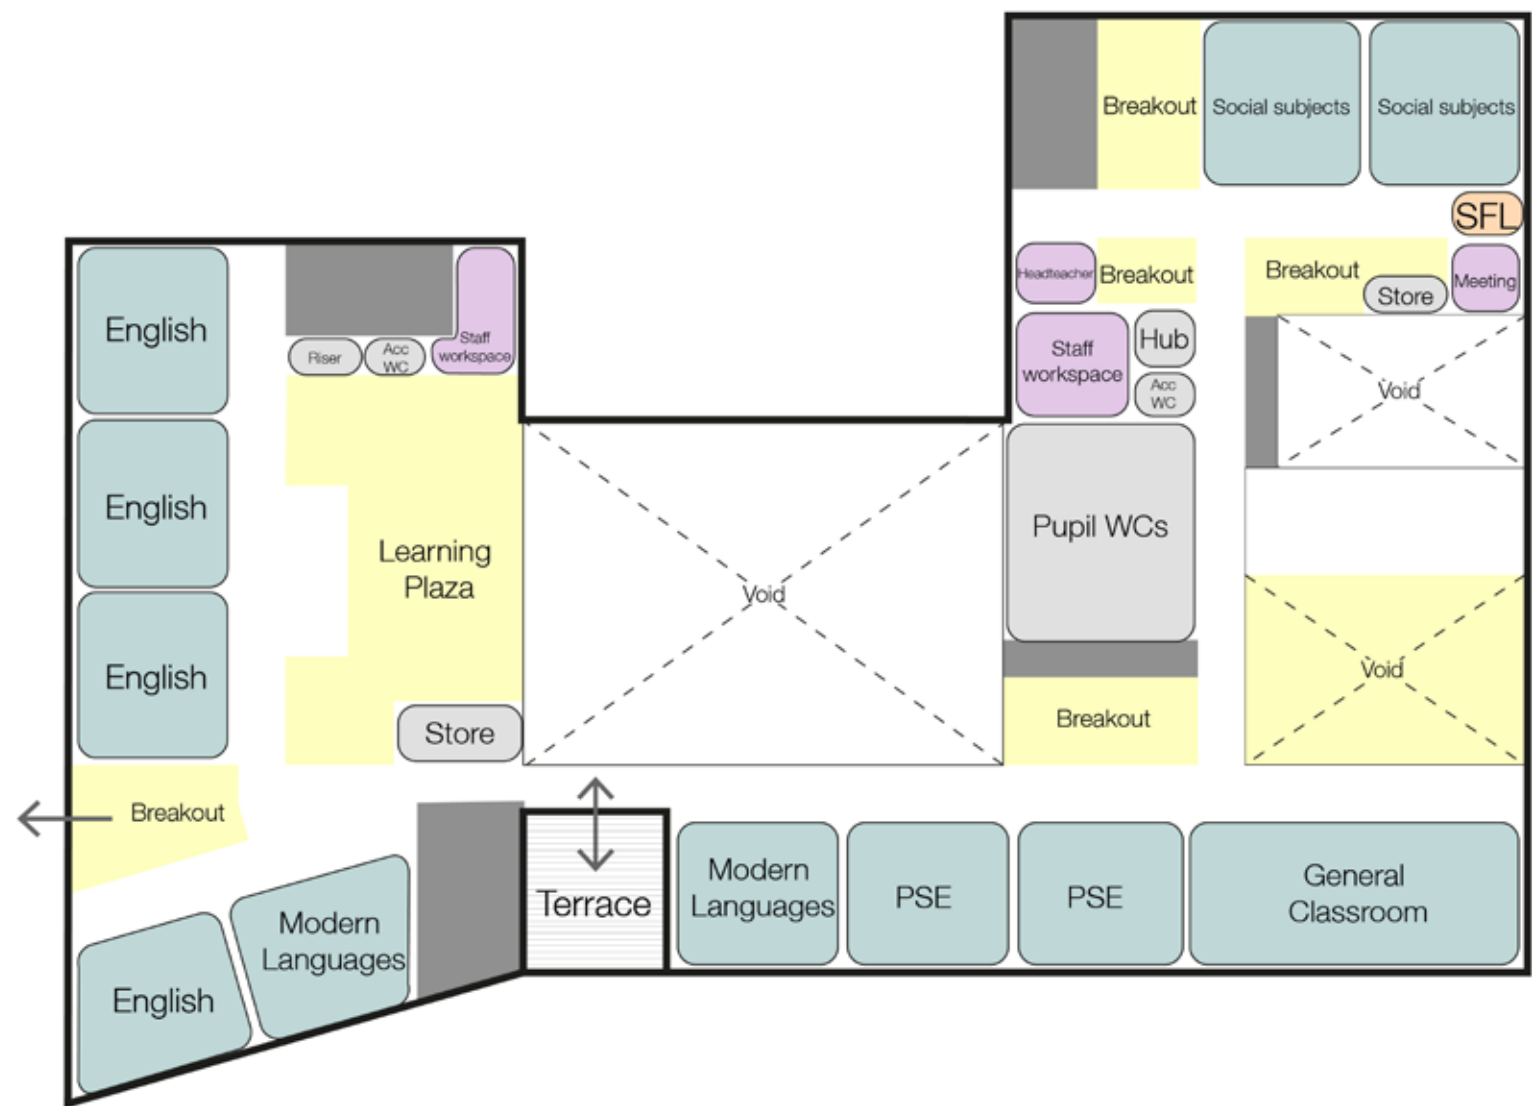 Breakout
Social subjects
Social subjects
SFL
Headteacher
Breakout
Breakout
Store
Meeting
English
Riser
Acc
WC
Staff
workspace
Staff
workspace
Hub
Acc
WC
Void
English
Learning
Plaza
Void
Pupil WCs
English
Store
Breakout
Void
Breakout
Terrace
Modern
Languages
PSE
PSE
General
Classroom
Modern
Languages
English